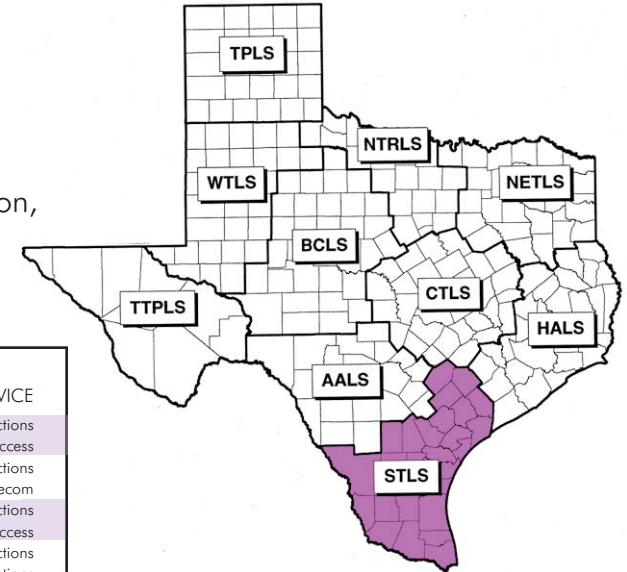 TPLS
NTRLS
WTLS
NETLS
on,
BCLS
CTLS
TTPLS
HALS
AALS
STLS
VICE
ctions
ccess
ctions
ecom
ctions
ccess
ctions